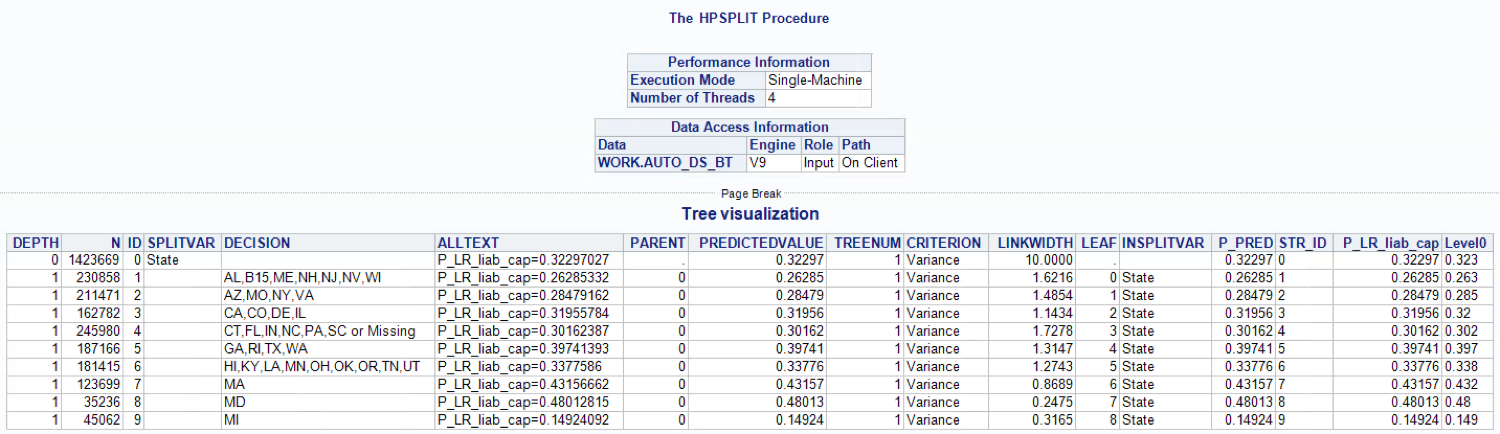 The HPSPLIT Procedure
Performance Information
Execution Mode Single-Machine
Number of Threads 4
Data Access Information
Data Engine Role Path
WORK.AUTO_DS_BT V9 Input On Client
Page Break
Tree visualization
DEPTH N ID SPLITVAR DECISION ALLTEXT PARENT PREDICTEDVALUE TREENUM CRITERION LINKWIDTH LEAF INSPLITVAR P_PRED STR_ID P_LR_liab_cap Level0
0 1423669 0 State P_LR_liab_cap=0.32297027 . 0.32297 1 Variance 10.0000 . 0.32297 0 0.32297 0.323
1 230858 1 AL,B15,ME,NH,NJ,NV,WI P_LR_liab_cap=0.26285332 0 0.26285 1 Variance 1.6216 0 State 0.26285 1 0.26285 0.263
1 211471 2 AZ,MO,NY,VA P_LR_liab_cap=0.28479162 0 0.28479 1 Variance 1.4854 1 State 0.28479 2 0.28479 0.285
1 162782 3 CA,CO,DE,IL P_LR_liab_cap=0.31955784 0 0.31956 1 Variance 1.1434 2 State 0.31956 3 0.31956 0.32
1 245980 4 CT,FL,IN,NC,PA,SC or Missing P_LR_liab_cap=0.30162387 0 0.30162 1 Variance 1.7278 3 State 0.30162 4 0.30162 0.302
1 187166 5 GA,RI,TX,WA P_LR_liab_cap=0.39741393 0 0.39741 1 Variance 1.3147 4 State 0.39741 5 0.39741 0.397
1 181415 6 HI,KY,LA,MN,OH,OK,OR,TN,UT P_LR_liab_cap=0.3377586 0 0.33776 1 Variance 1.2743 5 State 0.33776 6 0.33776 0.338
1 123699 7 MA P_LR_liab_cap=0.43156662 0 0.43157 1 Variance 0.8689 6 State 0.43157 7 0.43157 0.432
1 35236 8 MD P_LR_liab_cap=0.48012815 0 0.48013 1 Variance 0.2475 7 State 0.48013 8 0.48013 0.48
1 45062 9 MI P_LR_liab_cap=0.14924092 0 0.14924 1 Variance 0.3165 8 State 0.14924 9 0.14924 0.149